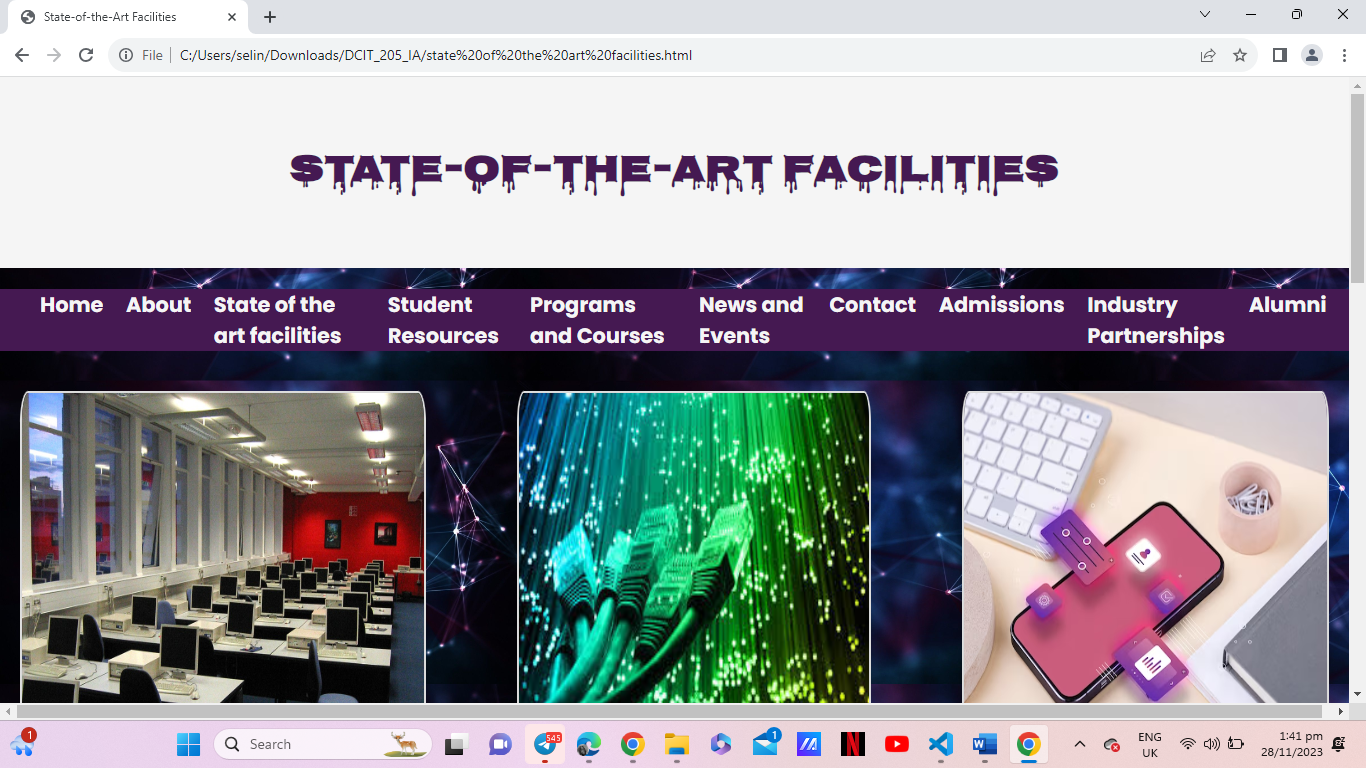 State-of-the-Art Facilities
File
C:/Users/selin/Downloads/DCIT_205_IA/state%20of%20the%20art%20facilities.html
STATE-OF-THE-ART FACILITIES
Home About State of the Student Programs News and Contact Admissions Industry Alumni
art facilities Resources and Courses Events Partnerships
1
Search
545
1
ENG
UK
1:41 pm
28/11/2023